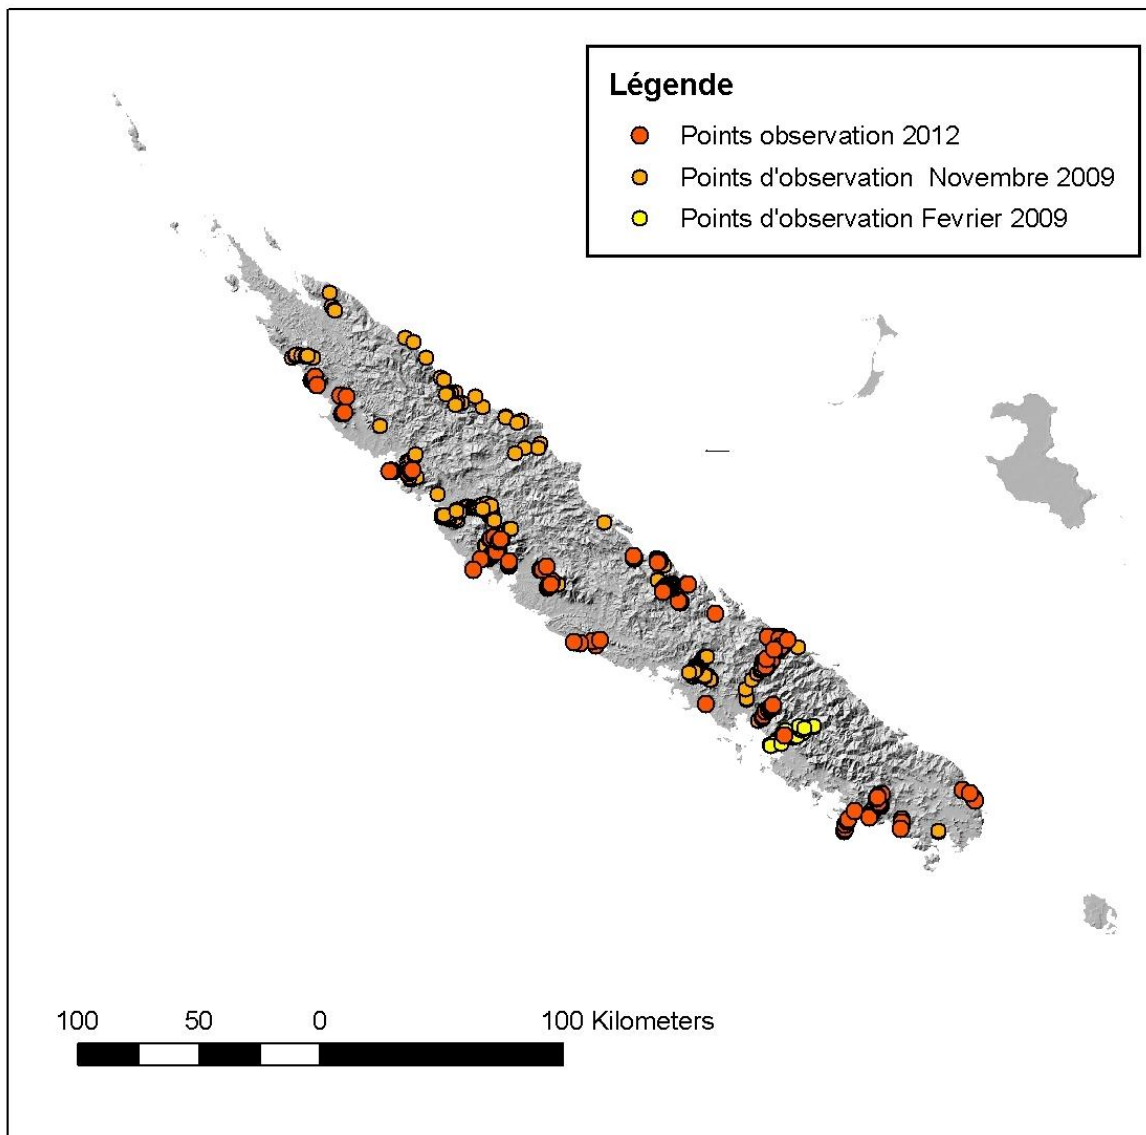 Légende
Points observation 2012
Points d'observation  Novembre 2009
Points d'observation Fevrier 2009
100 50 0 100 Kilometers